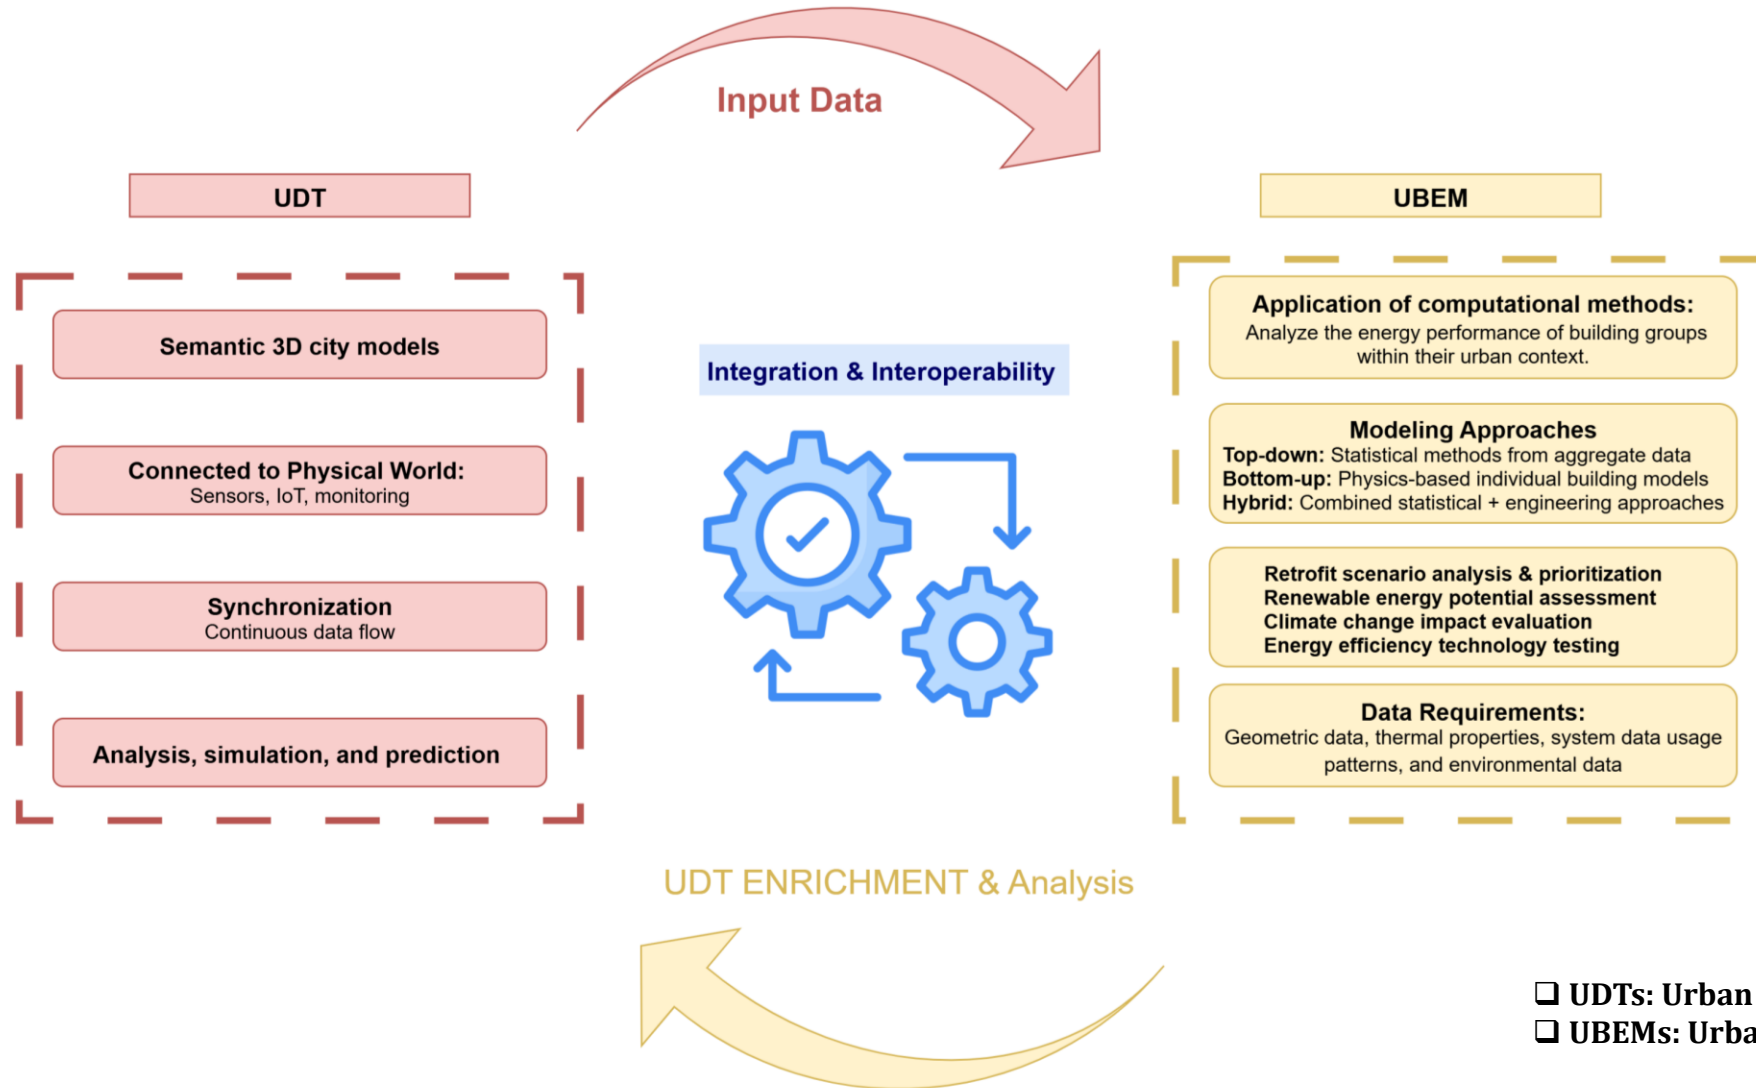 Input Data
UDT
Semantic 3D city models
Connected to Physical World:
Sensors, IoT, monitoring
Synchronization
Continuous data flow
Analysis, simulation, and prediction
Integration & Interoperability
UBEM
Application of computational methods:
Analyze the energy performance of building groups
within their urban context.
Modeling Approaches
Top-down: Statistical methods from aggregate data
Bottom-up: Physics-based individual building models
Hybrid: Combined statistical + engineering approaches
Retrofit scenario analysis & prioritization
Renewable energy potential assessment
Climate change impact evaluation
Energy efficiency technology testing
Data Requirements:
Geometric data, thermal properties, system data usage
patterns, and environmental data
UDT ENRICHMENT & Analysis
❑ UDTs: Urban
❑ UBEMs: Urba